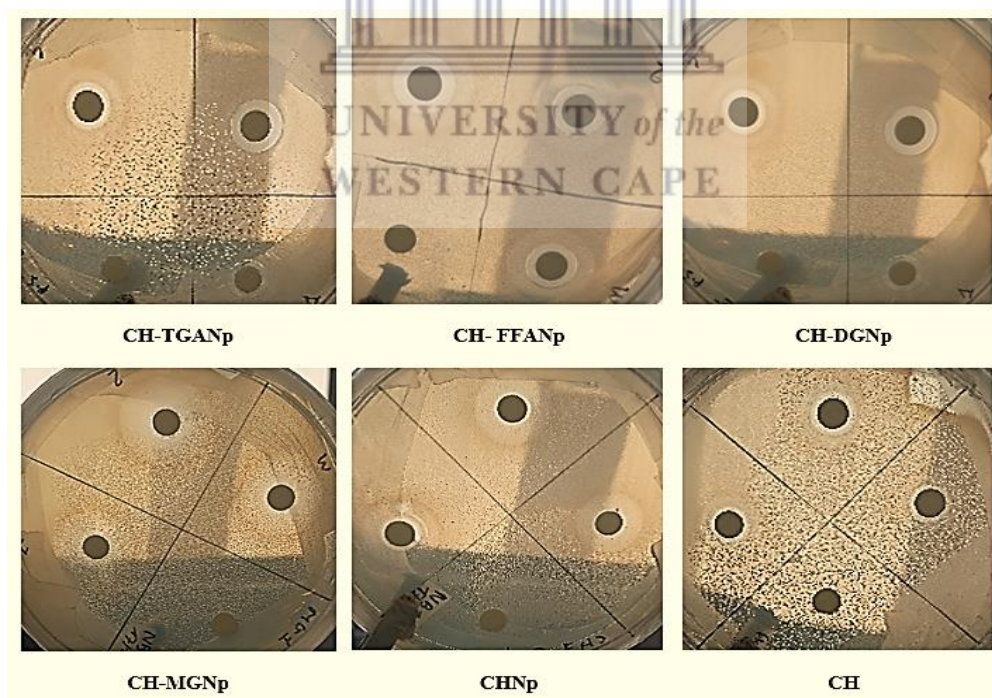 UNIVERSITY of the
WESTERN CAPE
CH-TGANp
CH- FFANp
CH-DGNp
CH-MGNp
CHNp
CH